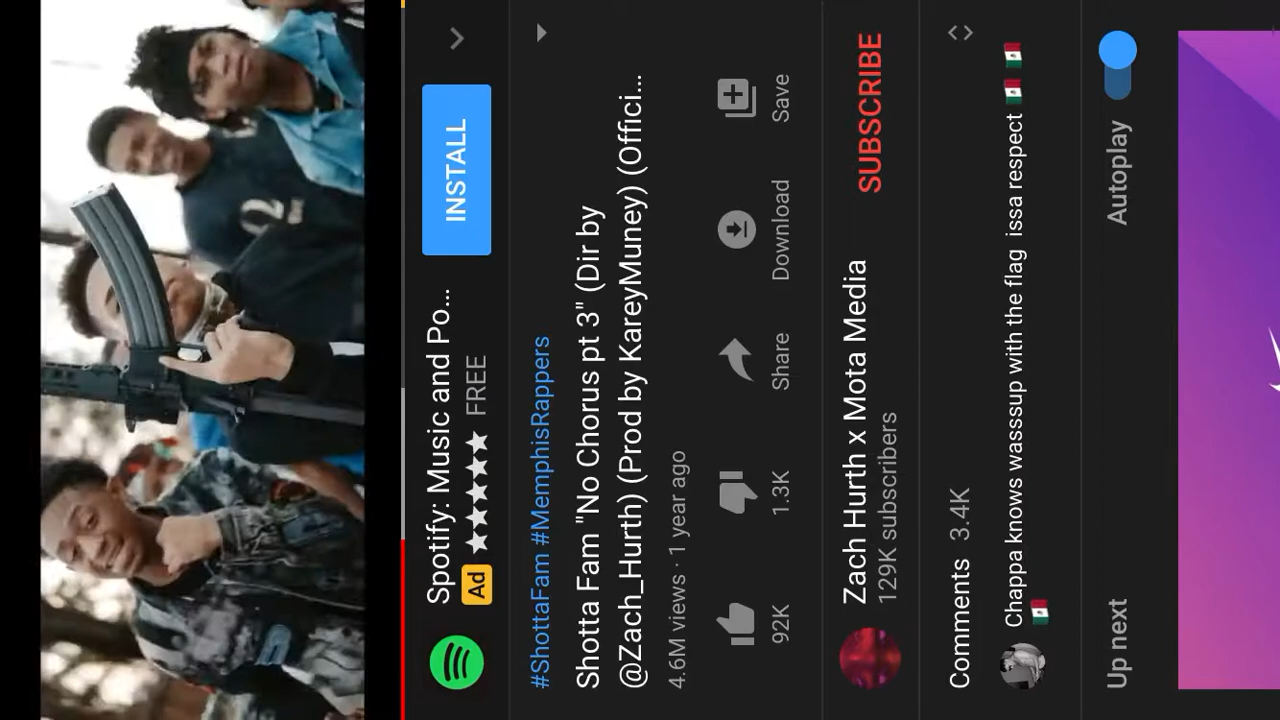 Spotify: Music and Po...
Ad ★★★★★ FREE
INSTALL
#ShottaFam #MemphisRappers
Shotta Fam "No Chorus pt 3" (Dir by
@Zach_Hurth) (Prod by KareyMuney) (Offici...
4.6M views · 1 year ago
92K
1.3K
Share
Download
Save
Zach Hurth x Mota Media
129K subscribers
SUBSCRIBE
Comments 3.4K
Chappa knows wasssup with the flag issa respect 🇲🇽 🇲🇽
🇲🇽
Up next
Autoplay
2